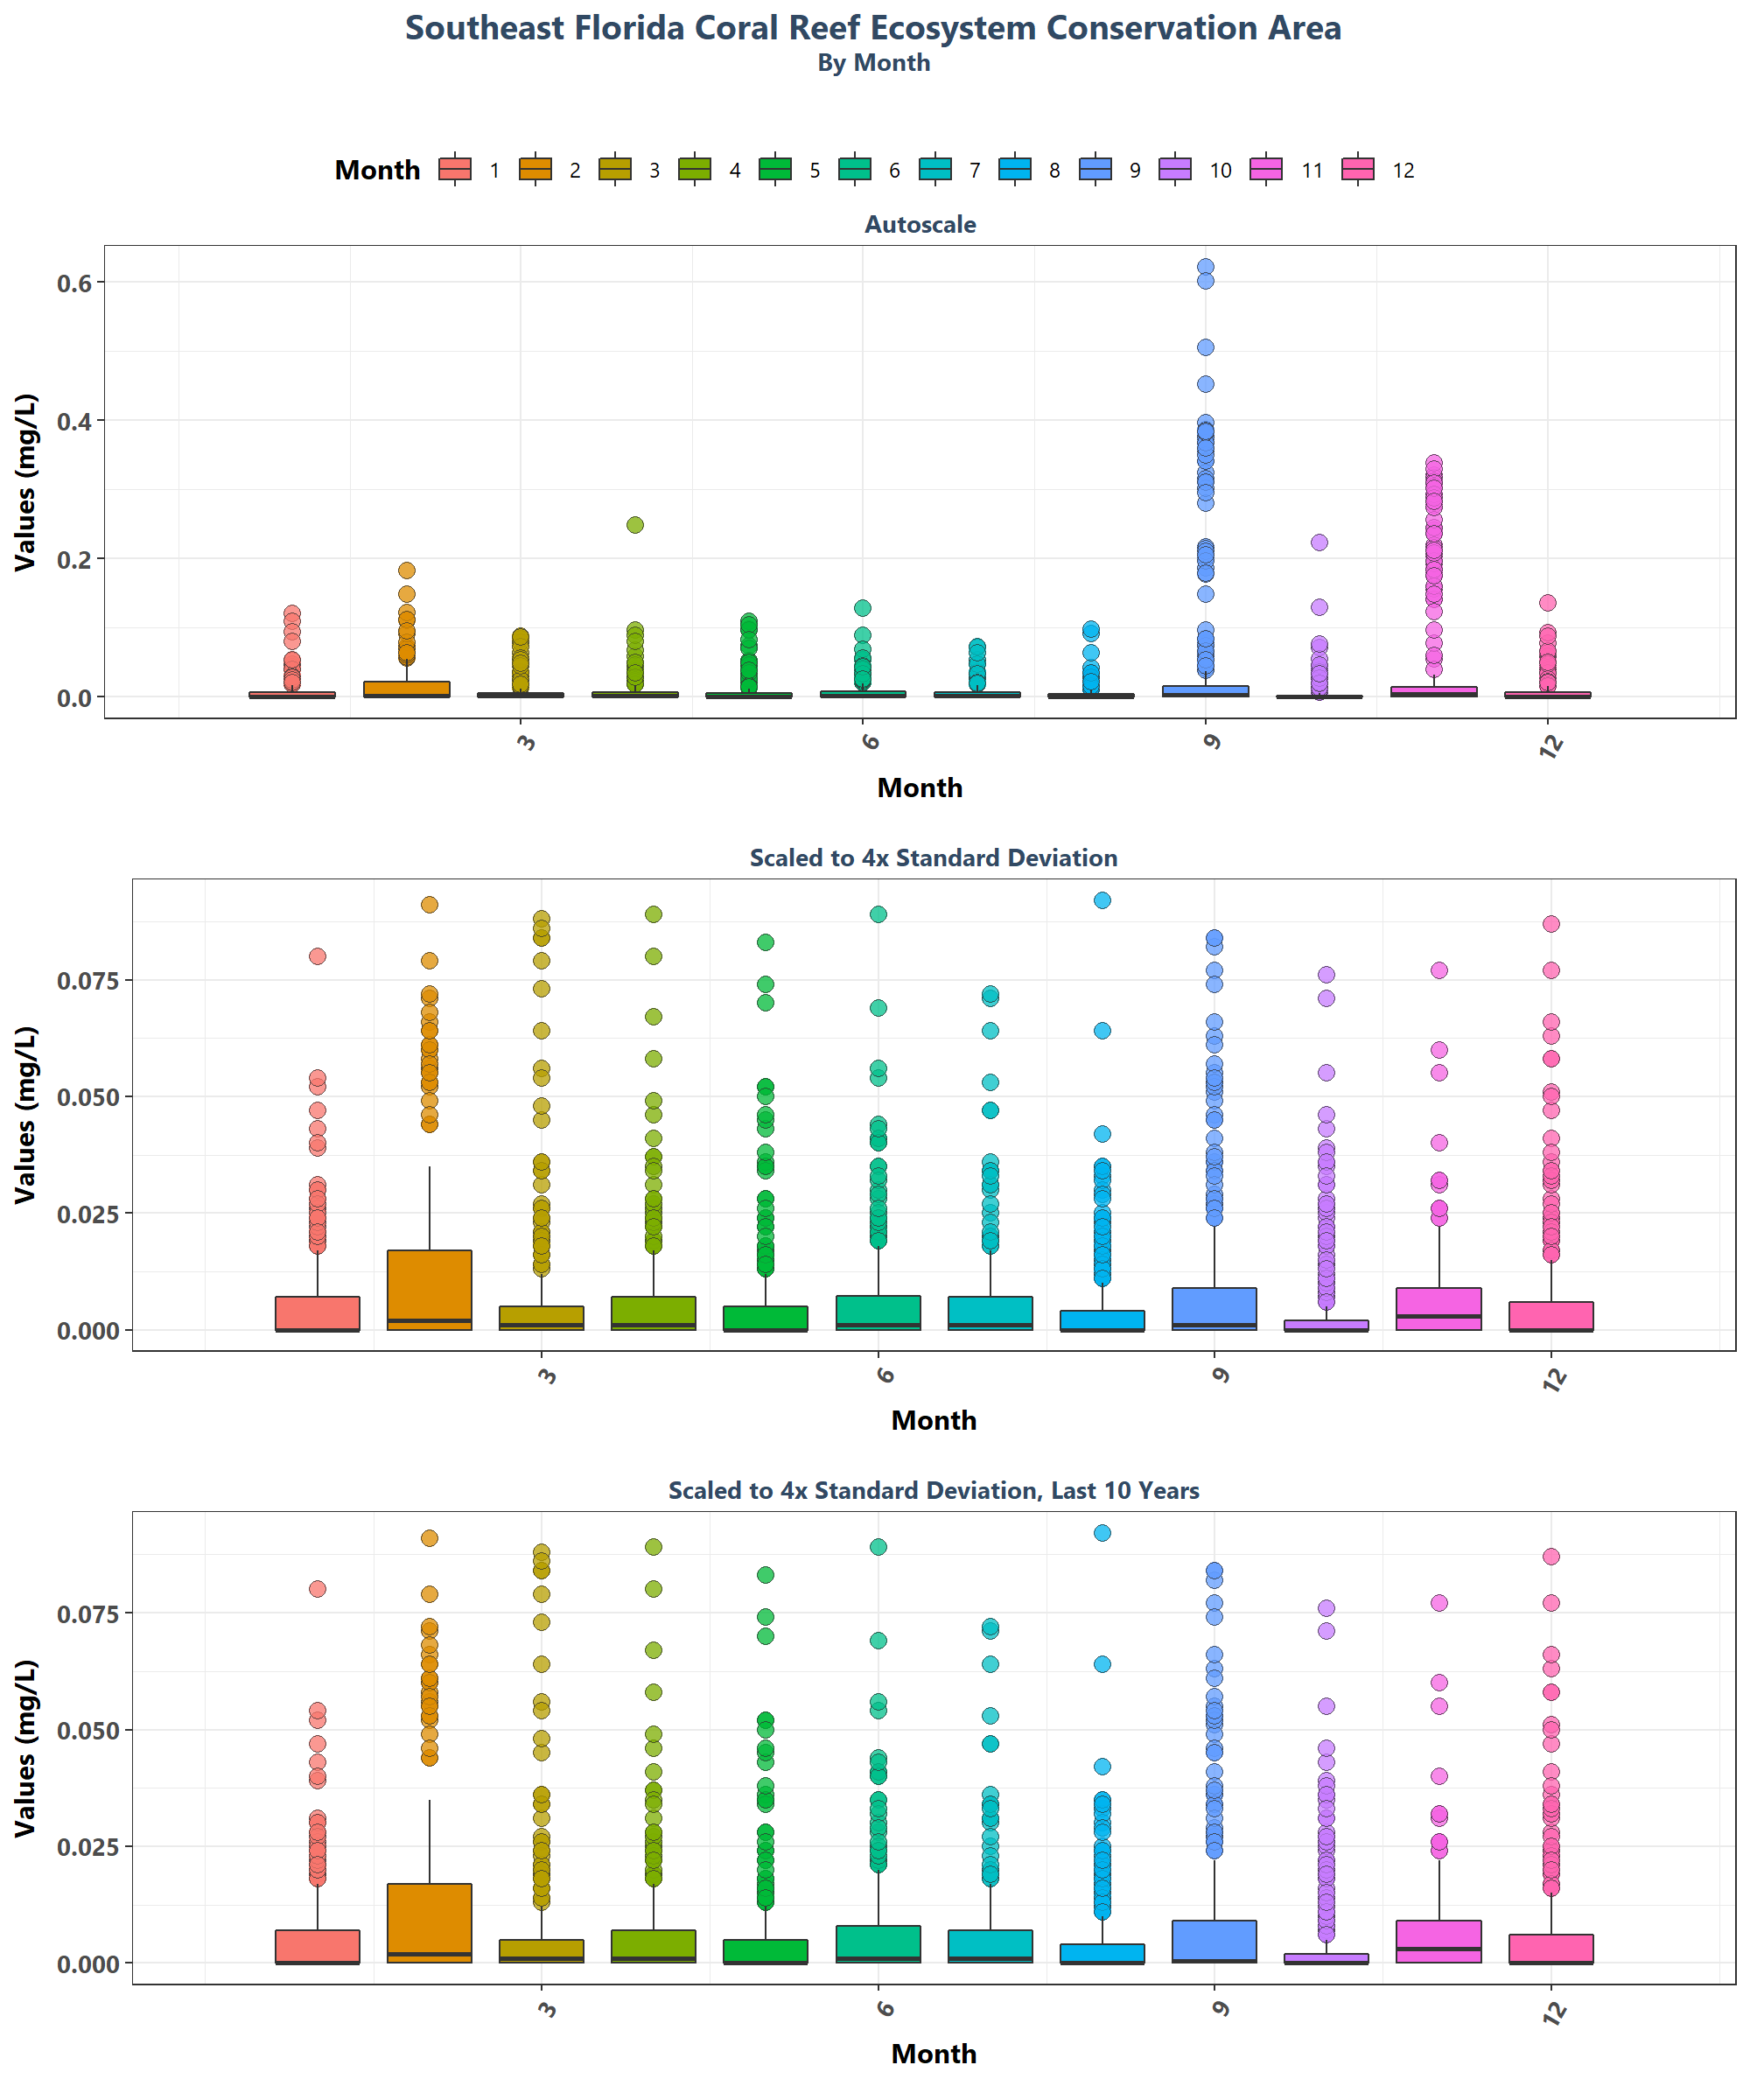 Southeast Florida Coral Reef Ecosystem Conservation Area
By Month
Month 1 2 3 4 5 6 7 8 9 10 11 12
Autoscale
Values (mg/L)
0.6
0.4
0.2
0.0
3 6 9 12
Month
Scaled to 4x Standard Deviation
Values (mg/L)
0.075
0.050
0.025
0.000
3 6 9 12
Month
Scaled to 4x Standard Deviation, Last 10 Years
Values (mg/L)
0.075
0.050
0.025
0.000
3 6 9 12
Month